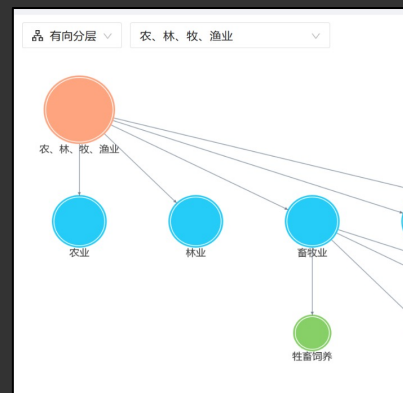 有向分层
农、林、牧、渔业
农、林、牧、渔业
农业
林业
畜牧业
牲畜饲养